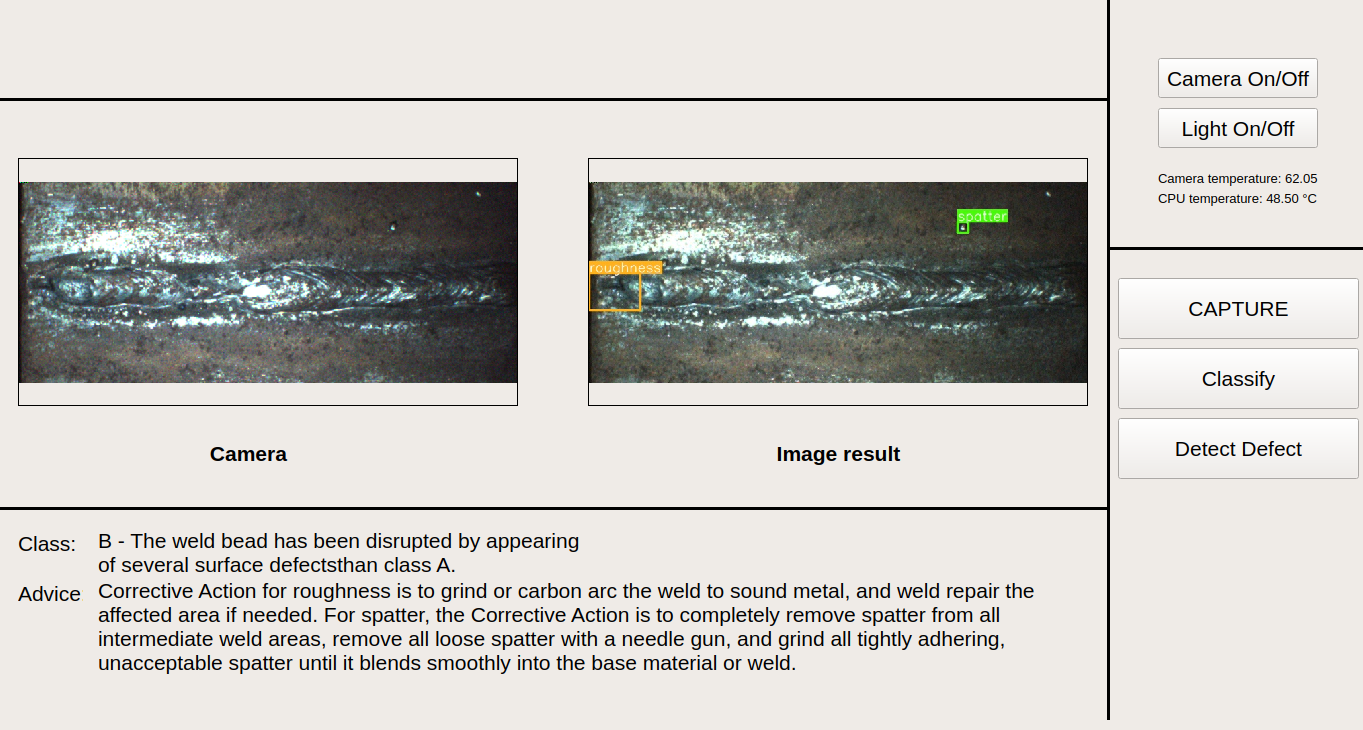 Camera On/Off
Light On/Off
Camera temperature: 62.05
CPU temperature: 48.50 °C
spatter
roughness
Camera
Image result
CAPTURE
Classify
Detect Defect
Class:
B - The weld bead has been disrupted by appearing
of several surface defectsthan class A.
Advice
Corrective Action for roughness is to grind or carbon arc the weld to sound metal, and weld repair the
affected area if needed. For spatter, the Corrective Action is to completely remove spatter from all
intermediate weld areas, remove all loose spatter with a needle gun, and grind all tightly adhering,
unacceptable spatter until it blends smoothly into the base material or weld.